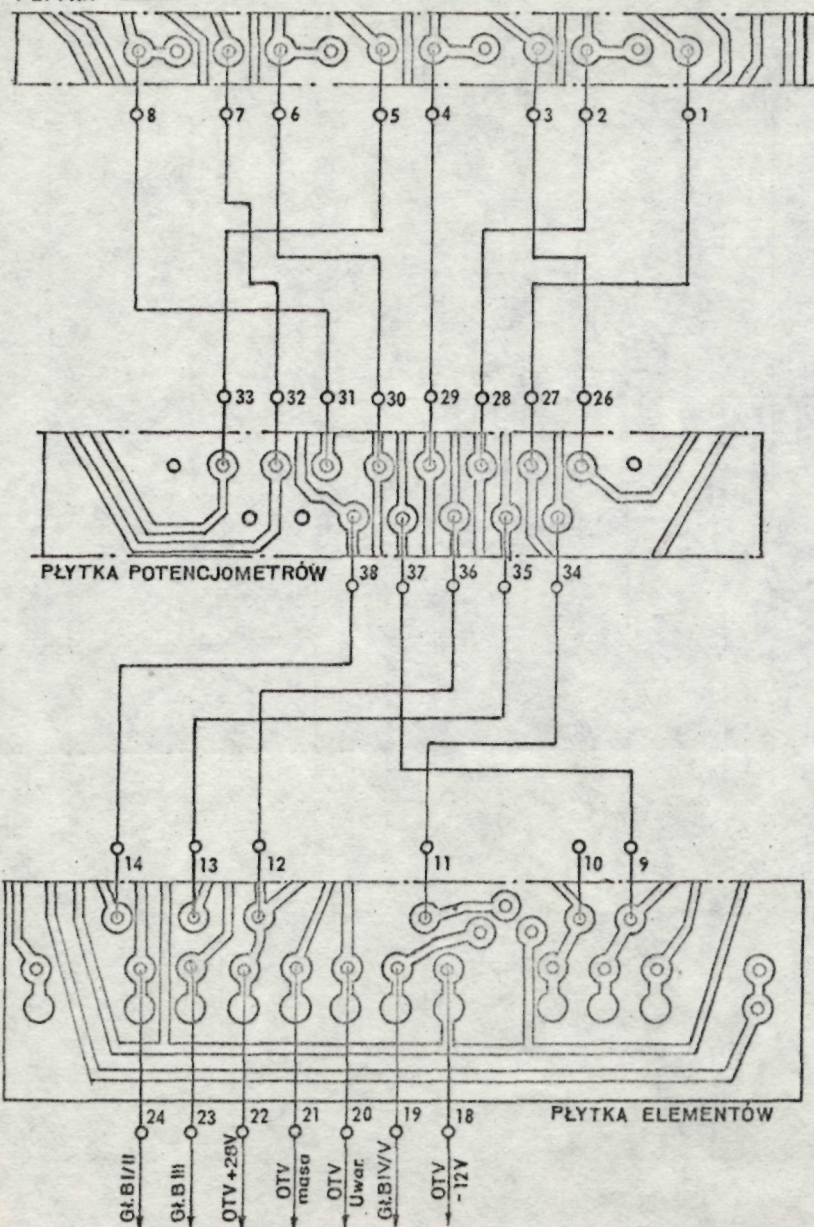 8 7 6 5 4 3 2 1
33 32 31 30 29 28 27 26
PŁYTKA POTENCJOMETRÓW
38 37 36 35 34
14 13 12 11 10 9
24 23 22 21 20 19 18
PŁYTKA ELEMENTÓW
GŁ.B I/II
GŁ.B III
OTV +28V
OTV
masa
OTV
Uwar.
GŁ.B IV/V
OTV
-12V